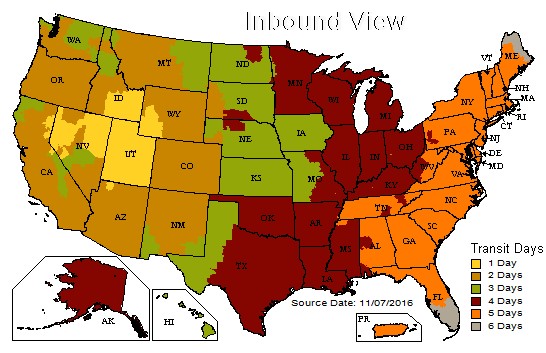 Inbound View
WA
OR
MT
ID
WY
NV
UT
CA
AZ
CO
NM
ND
SD
NE
KS
OK
TX
MN
IA
MO
AR
LA
WI
IL
IN
MI
OH
KY
TN
MS
AL
GA
FL
SC
NC
VA
WV
PA
NY
VT
ME
NH
MA
RI
CT
NJ
DE
MD
AK
HI
PR
Source Date: 11/07/2016
Transit Days
1 Day
2 Days
3 Days
4 Days
5 Days
6 Days